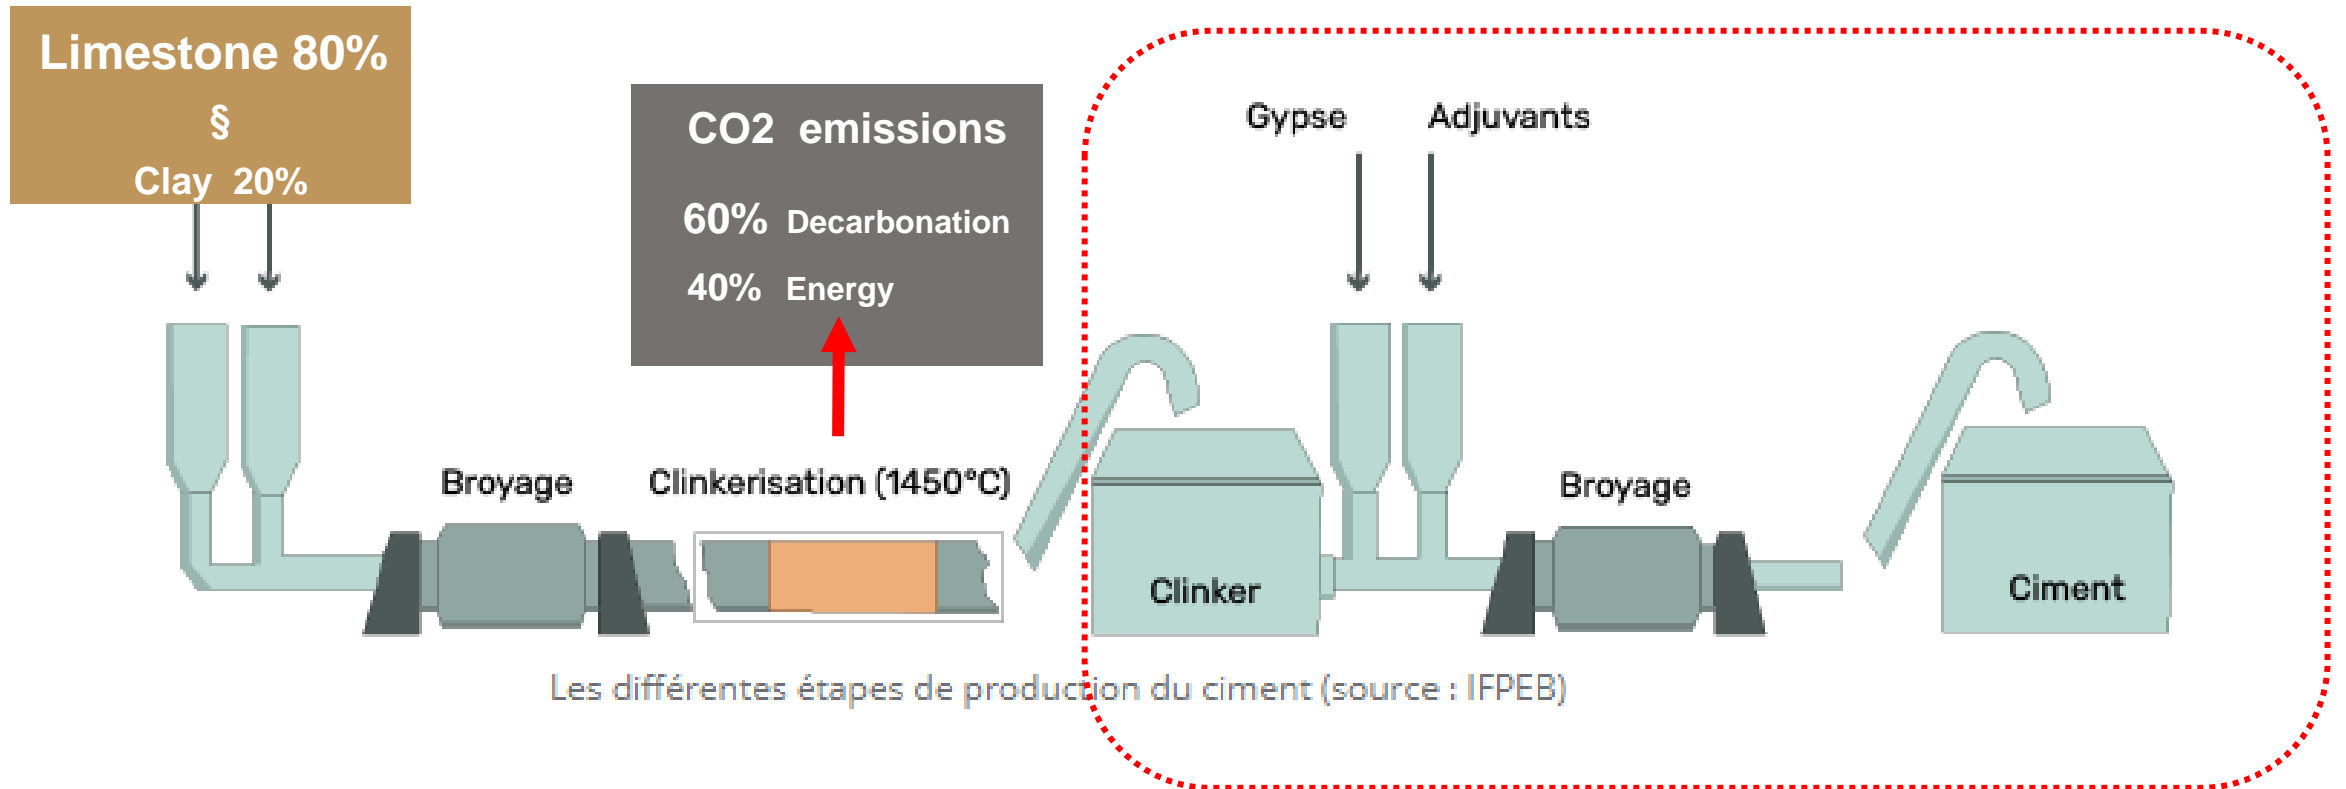 Limestone 80%
§
Clay 20%
CO2 emissions
60% Decarbonation
40% Energy
Gypse
Adjuvants
Broyage
Clinkerisation (1450°C)
Clinker
Broyage
Ciment
Les différentes étapes de production du ciment (source : IFPEB)